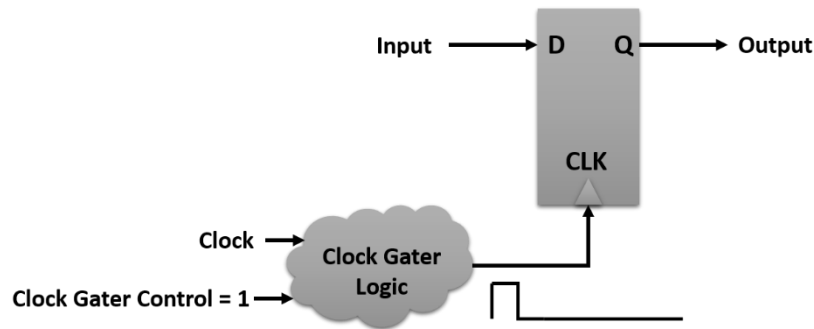 Input
D
Q
Output
CLK
Clock
Clock Gater
Logic
Clock Gater Control = 1